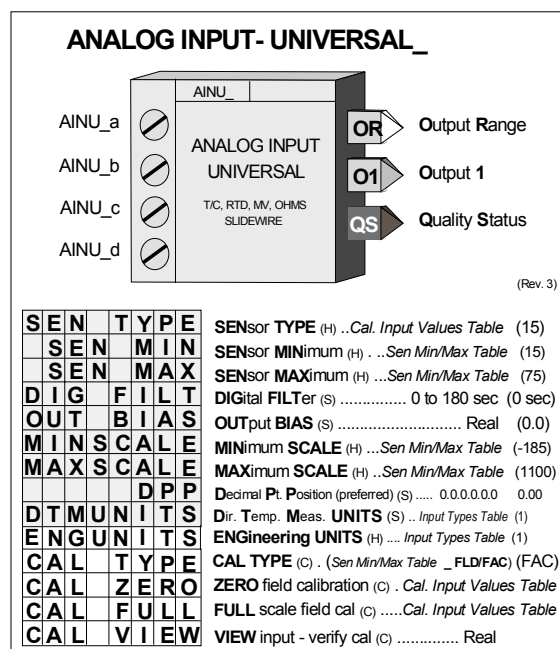 ANALOG INPUT- UNIVERSAL_
AINU_
AINU_a
AINU_b
AINU_c
AINU_d
ANALOG INPUT
UNIVERSAL
T/C, RTD, MV, OHMS
SLIDEWIRE
OR Output Range
O1 Output 1
QS Quality Status
(Rev. 3)
SEN TYPE SENsor TYPE (H) ..Cal. Input Values Table (15)
SEN MIN SENsor MINimum (H) . ..Sen Min/Max Table (15)
SEN MAX SENsor MAXimum (H) ...Sen Min/Max Table (75)
DIG FILT DIGital FILTer (S) ............... 0 to 180 sec (0 sec)
OUT BIAS OUTput BIAS (S) ............................ Real (0.0)
MINSCALE MINimum SCALE (H) ...Sen Min/Max Table (-185)
MAXSCALE MAXimum SCALE (H) ..Sen Min/Max Table (1100)
DPP Decimal Pt. Position (preferred) (S) ..... 0.0.0.0.0.0 0.00
DTMUNITS Dir. Temp. Meas. UNITS (S) .. Input Types Table (1)
ENGUNITS ENGineering UNITS (H) .... Input Types Table (1)
CAL TYPE CAL TYPE (C) . (Sen Min/Max Table _ FLD/FAC) (FAC)
CAL ZERO ZERO field calibration (C) . Cal. Input Values Table
CAL FULL FULL scale field cal (C) .....Cal. Input Values Table
CAL VIEW VIEW input - verify cal (C) .............. Real